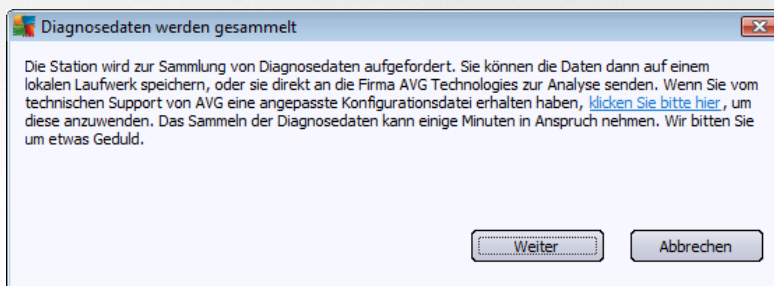 Diagnosedaten werden gesammelt
Die Station wird zur Sammlung von Diagnosedaten aufgefordert. Sie können die Daten dann auf einem
lokalen Laufwerk speichern, oder sie direkt an die Firma AVG Technologies zur Analyse senden. Wenn Sie vom
technischen Support von AVG eine angepasste Konfigurationsdatei erhalten haben, klicken Sie bitte hier, um
diese anzuwenden. Das Sammeln der Diagnosedaten kann einige Minuten in Anspruch nehmen. Wir bitten Sie
um etwas Geduld.
Weiter Abbrechen